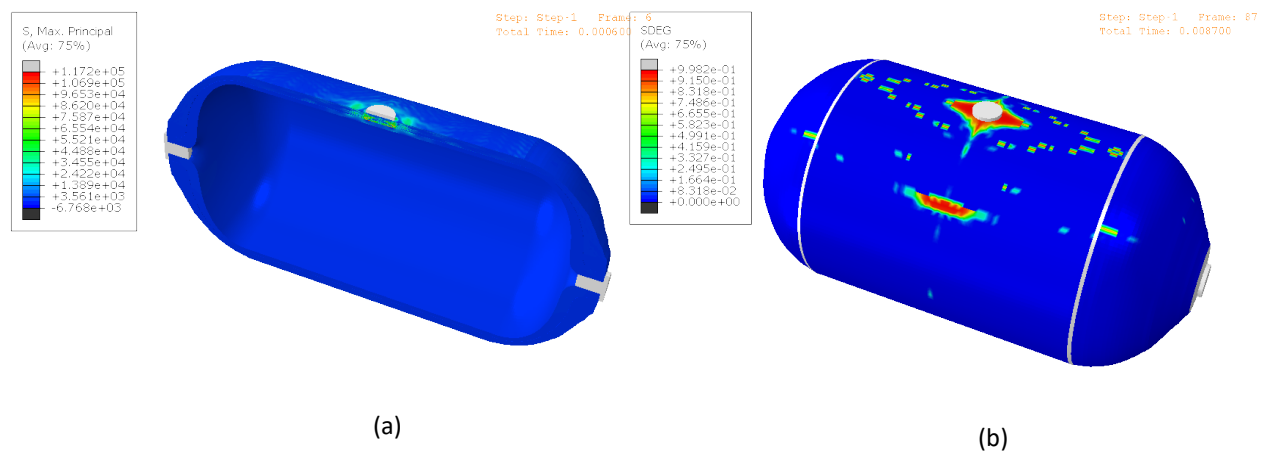 Step: Step-1 Frame: 6
Total Time: 0.000600
S, Max. Principal
(Avg: 75%)
+1.172e+05
+1.069e+05
+9.653e+04
+8.620e+04
+7.587e+04
+6.554e+04
+5.521e+04
+4.488e+04
+3.455e+04
+2.422e+04
+1.389e+04
+3.561e+03
-6.768e+03
(a)
Step: Step-1 Frame: 87
Total Time: 0.008700
SDEG
(Avg: 75%)
+9.982e-01
+9.150e-01
+8.318e-01
+7.486e-01
+6.655e-01
+5.823e-01
+4.991e-01
+4.159e-01
+3.327e-01
+2.495e-01
+1.664e-01
+8.318e-02
+0.000e+00
(b)